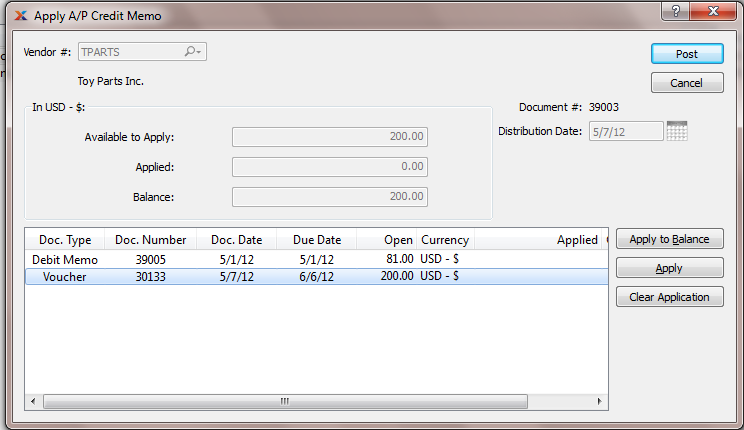 Apply A/P Credit Memo
?
Vendor #: TPARTS
Post
Toy Parts Inc.
Cancel
In USD - $:
Document #: 39003
Available to Apply: 200.00
Distribution Date: 5/7/12
Applied: 0.00
Balance: 200.00
Doc. Type Doc. Number Doc. Date Due Date Open Currency Applied
Apply to Balance
Debit Memo 39005 5/1/12 5/1/12 81.00 USD - $
Voucher 30133 5/7/12 6/6/12 200.00 USD - $
Apply
Clear Application